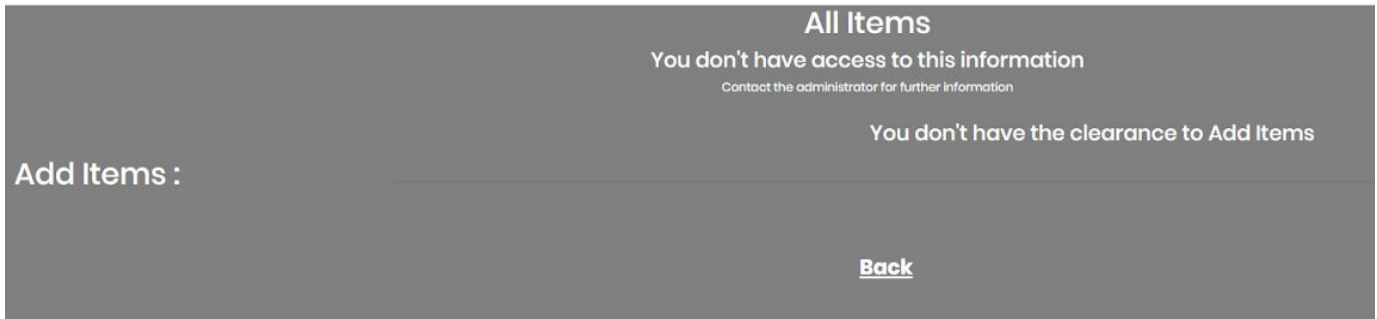 All Items
You don't have access to this information
Contact the administrator for further information
You don't have the clearance to Add Items
Add Items :
Back